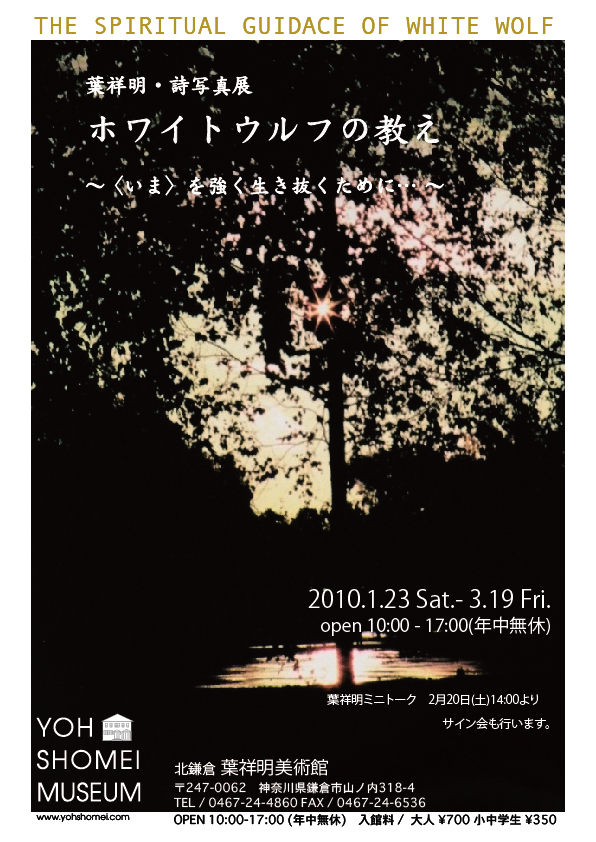 THE SPIRITUAL GUIDACE OF WHITE WOLF
葉祥明・詩写真展
ホワイトウルフの教え
～〈いま〉を強く生き抜くために… ～
2010.1.23 Sat.- 3.19 Fri.
open 10:00 - 17:00(年中無休)
葉祥明ミニトーク 2月20日(土)14:00より
サイン会も行います。
YOH
SHOMEI
MUSEUM
www.yohshomei.com
北鎌倉 葉祥明美術館
〒247-0062 神奈川県鎌倉市山ノ内318-4
TEL / 0467-24-4860 FAX / 0467-24-6536
OPEN 10:00-17:00 (年中無休) 入館料 / 大人 ¥700 小中学生 ¥350